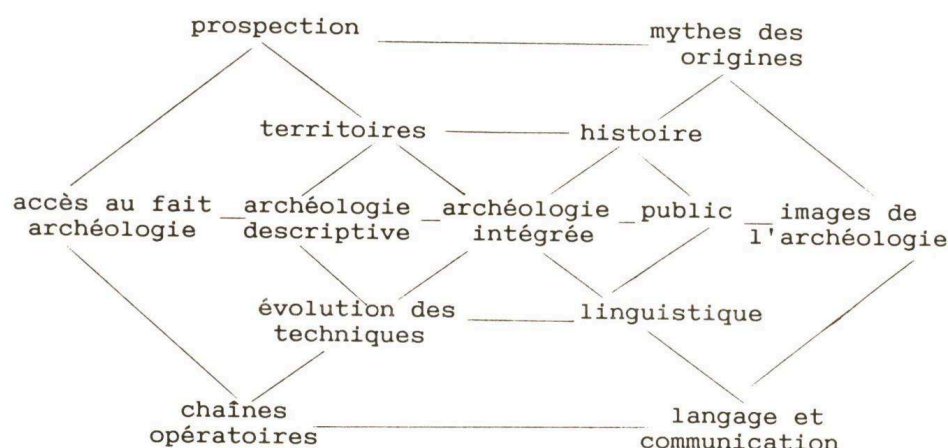 prospection
mythes des
origines
territoires
histoire
accès au fait
archéologie
archéologie
descriptive
archéologie
intégrée
public
images de
l'archéologie
évolution des
techniques
linguistique
chaînes
opératoires
langage et
communication